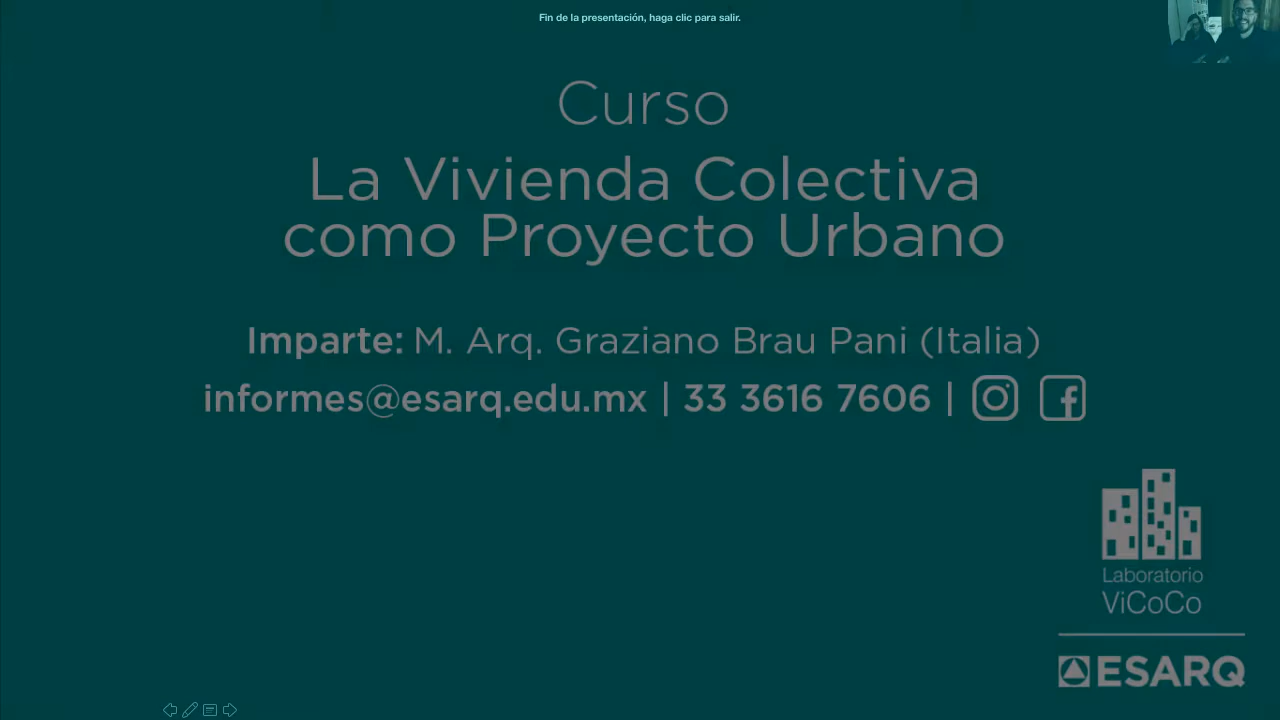 Fin de la presentación, haga clic para salir.
Curso
La Vivienda Colectiva
como Proyecto Urbano
Imparte: M. Arq. Graziano Brau Pani (Italia)
informes@esarq.edu.mx | 33 3616 7606 |
Laboratorio
ViCoCo
ESARQ